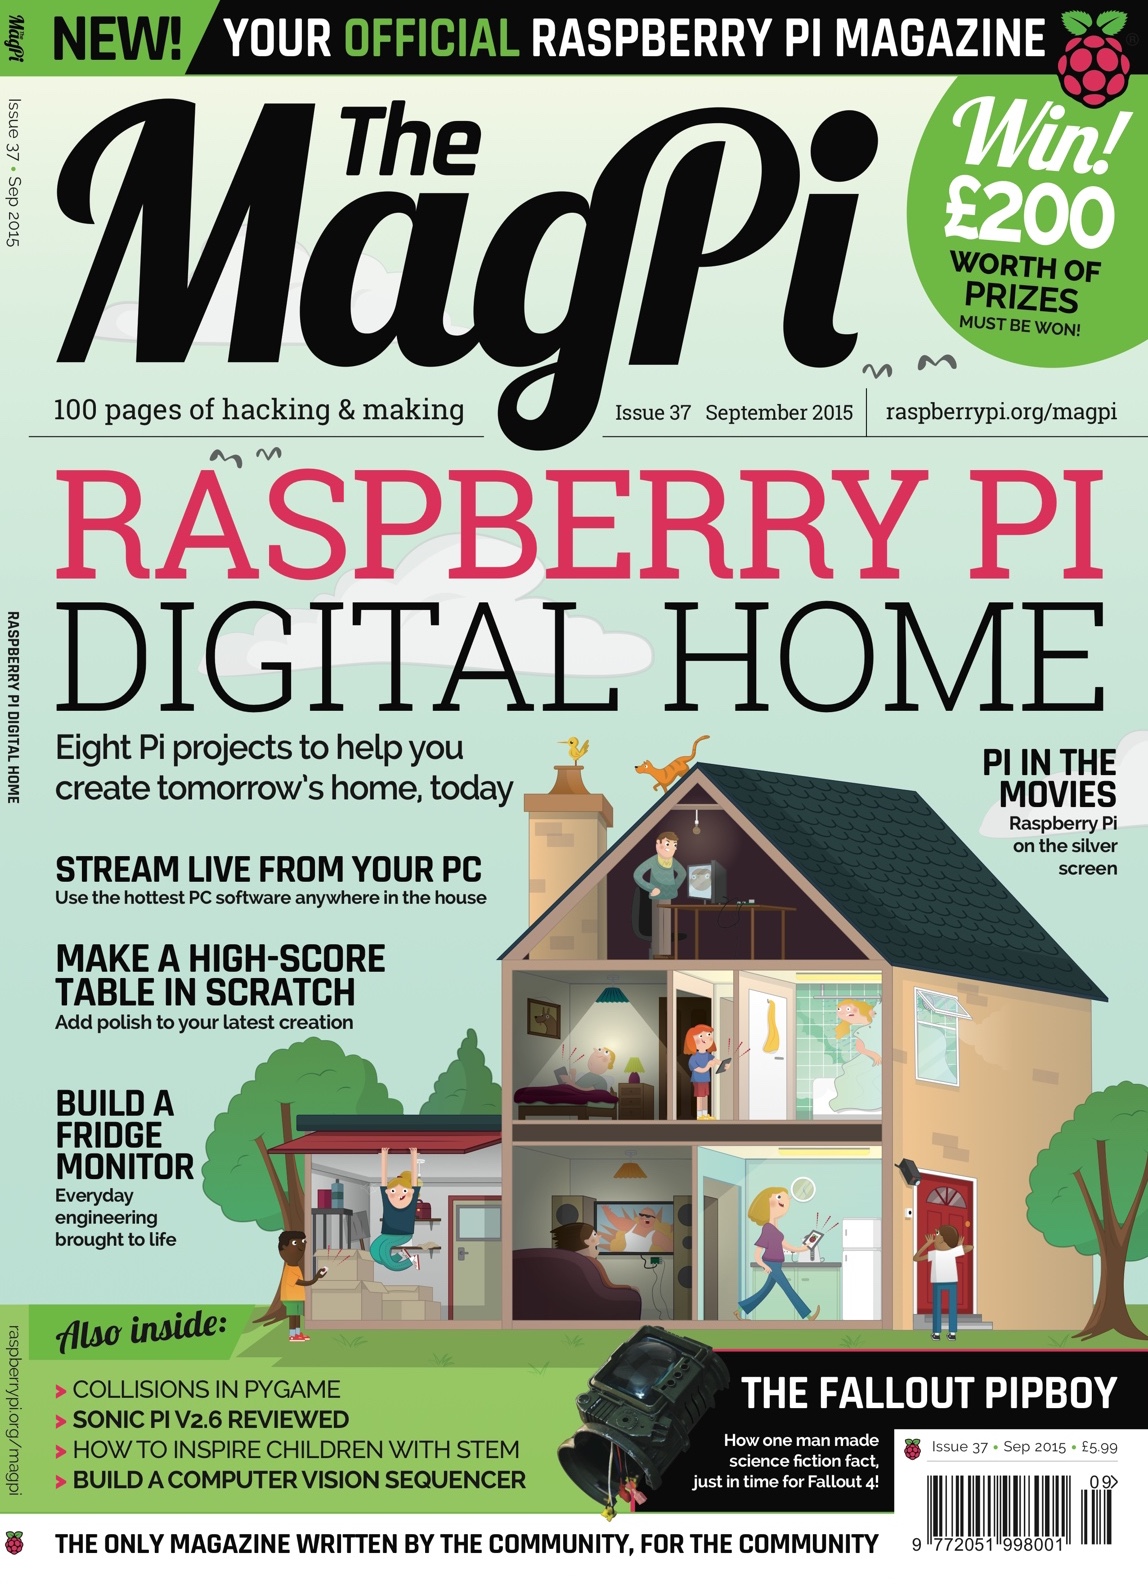 NEW! YOUR OFFICIAL RASPBERRY PI MAGAZINE
The MagPi
Issue 37 • Sep 2015
RASPBERRY PI DIGITAL HOME
raspberrypi.org/magpi
The
MagPi
Win!
£200
WORTH OF
PRIZES
MUST BE WON!
100 pages of hacking & making
Issue 37 September 2015
raspberrypi.org/magpi
RASPBERRY PI
DIGITAL HOME
Eight Pi projects to help you
create tomorrow's home, today
STREAM LIVE FROM YOUR PC
Use the hottest PC software anywhere in the house
MAKE A HIGH-SCORE
TABLE IN SCRATCH
Add polish to your latest creation
BUILD A
FRIDGE
MONITOR
Everyday
engineering
brought to life
PI IN THE
MOVIES
Raspberry Pi
on the silver
screen
Also inside:
> COLLISIONS IN PYGAME
> SONIC PI V2.6 REVIEWED
> HOW TO INSPIRE CHILDREN WITH STEM
> BUILD A COMPUTER VISION SEQUENCER
THE FALLOUT PIPBOY
How one man made
science fiction fact,
just in time for Fallout 4!
Issue 37 • Sep 2015 • £5.99
09>
9 772051 998001
THE ONLY MAGAZINE WRITTEN BY THE COMMUNITY, FOR THE COMMUNITY